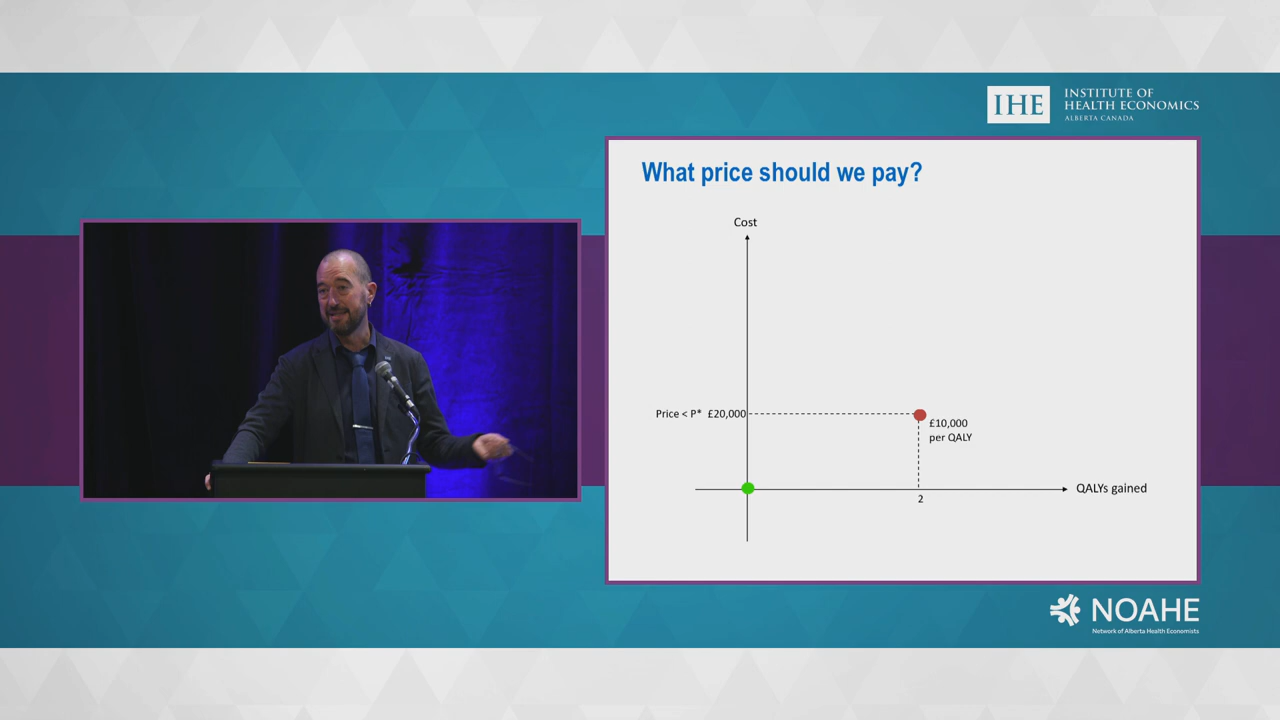 IHE
INSTITUTE OF
HEALTH ECONOMICS
ALBERTA CANADA
What price should we pay?
Cost
Price < P* £20,000
£10,000
per QALY
QALYs gained
2
NOAHE
Network of Alberta Health Economists